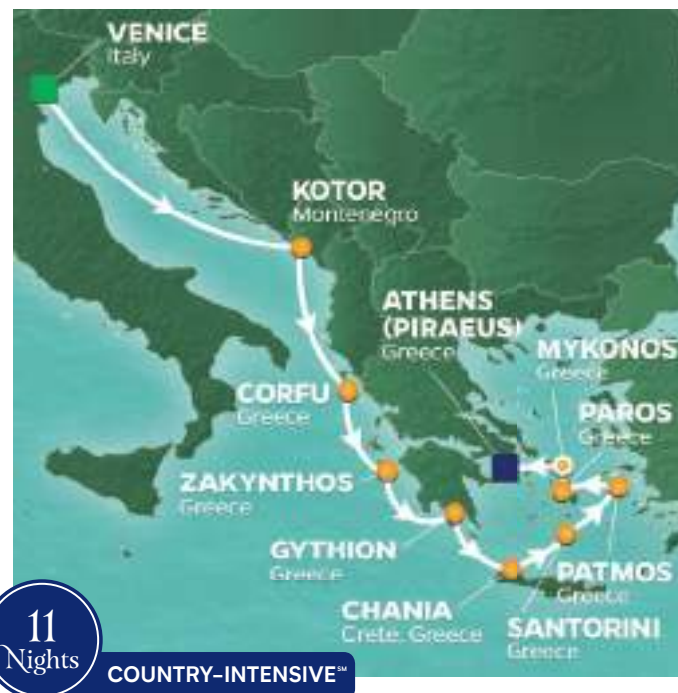 VENICE
Italy
KOTOR
Montenegro
ATHENS
(PIRAEUS)
Greece
MYKONOS
Greece
PAROS
Greece
CORFU
Greece
ZAKYNTHOS
Greece
GYTHION
Greece
PATMOS
Greece
CHANIA
Crete, Greece
SANTORINI
Greece
11
Nights
COUNTRY-INTENSIVE℠